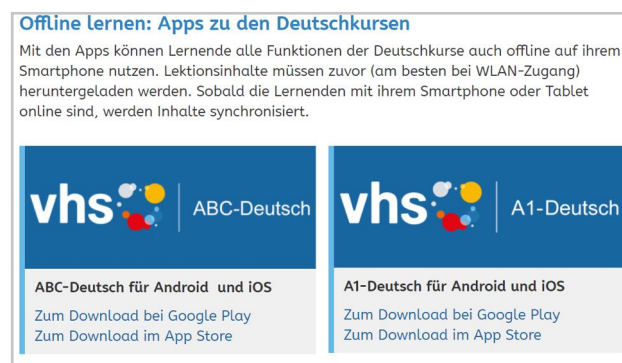 Offline lernen: Apps zu den Deutschkursen
Mit den Apps können Lernende alle Funktionen der Deutschkurse auch offline auf ihrem
Smartphone nutzen. Lektionsinhalte müssen zuvor (am besten bei WLAN-Zugang)
heruntergeladen werden. Sobald die Lernenden mit ihrem Smartphone oder Tablet
online sind, werden Inhalte synchronisiert.
vhs ABC-Deutsch
ABC-Deutsch für Android und iOS
Zum Download bei Google Play
Zum Download im App Store
vhs A1-Deutsch
A1-Deutsch für Android und iOS
Zum Download bei Google Play
Zum Download im App Store